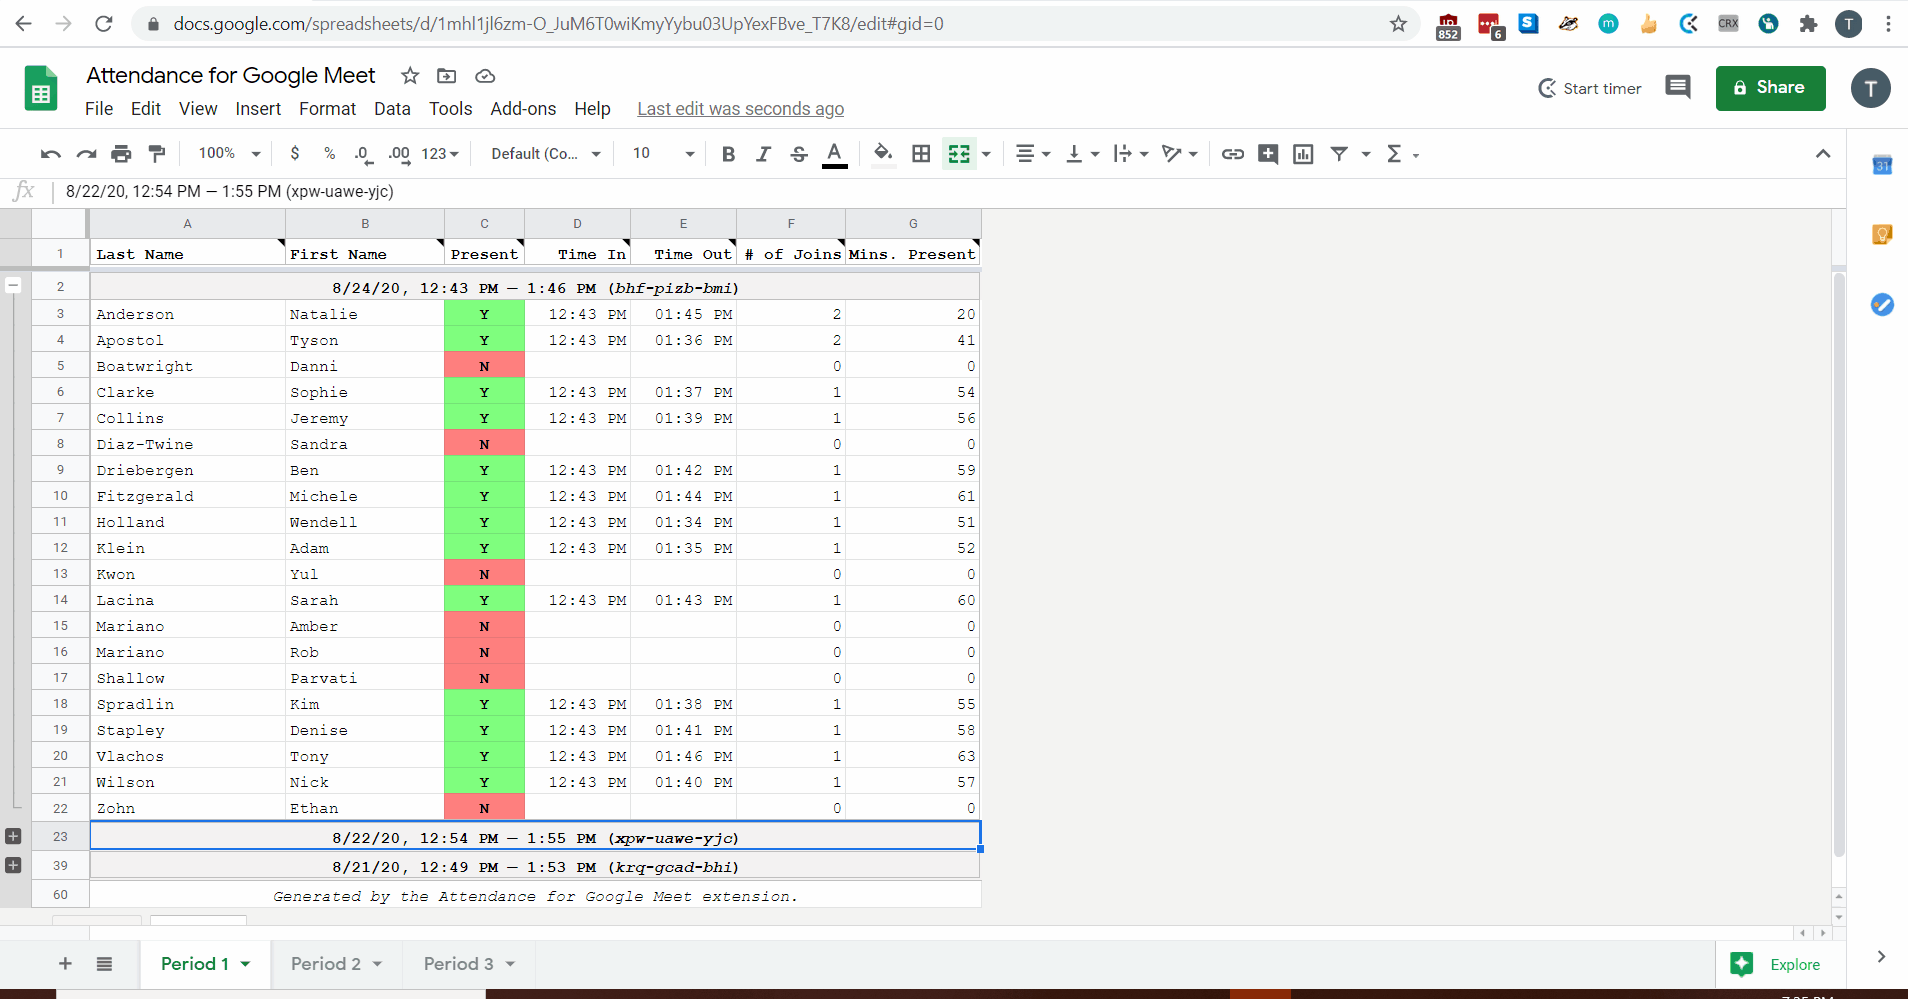 docs.google.com/spreadsheets/d/1mhl1jl6zm-O_JuM6T0wiKmyYybu03UpYexFBve_T7K8/edit#gid=0
852
6
S
m
CRX
T
Attendance for Google Meet
File Edit View Insert Format Data Tools Add-ons Help Last edit was seconds ago
Start timer
Share
T
100% $ % .0 .00 123 Default (Co... 10 B I S A Σ
31
fx 8/22/20, 12:54 PM — 1:55 PM (xpw-uawe-yjc)
A B C D E F G
1 Last Name First Name Present Time In Time Out # of Joins Mins. Present
2 8/24/20, 12:43 PM — 1:46 PM (bhf-pizb-bmi)
3 Anderson Natalie Y 12:43 PM 01:45 PM 2 20
4 Apostol Tyson Y 12:43 PM 01:36 PM 2 41
5 Boatwright Danni N 0 0
6 Clarke Sophie Y 12:43 PM 01:37 PM 1 54
7 Collins Jeremy Y 12:43 PM 01:39 PM 1 56
8 Diaz-Twine Sandra N 0 0
9 Driebergen Ben Y 12:43 PM 01:42 PM 1 59
10 Fitzgerald Michele Y 12:43 PM 01:44 PM 1 61
11 Holland Wendell Y 12:43 PM 01:34 PM 1 51
12 Klein Adam Y 12:43 PM 01:35 PM 1 52
13 Kwon Yul N 0 0
14 Lacina Sarah Y 12:43 PM 01:43 PM 1 60
15 Mariano Amber N 0 0
16 Mariano Rob N 0 0
17 Shallow Parvati N 0 0
18 Spradlin Kim Y 12:43 PM 01:38 PM 1 55
19 Stapley Denise Y 12:43 PM 01:41 PM 1 58
20 Vlachos Tony Y 12:43 PM 01:46 PM 1 63
21 Wilson Nick Y 12:43 PM 01:40 PM 1 57
22 Zohn Ethan N 0 0
23 8/22/20, 12:54 PM — 1:55 PM (xpw-uawe-yjc)
39 8/21/20, 12:49 PM — 1:53 PM (krq-gcad-bhi)
60 Generated by the Attendance for Google Meet extension.
Period 1 Period 2 Period 3
Explore